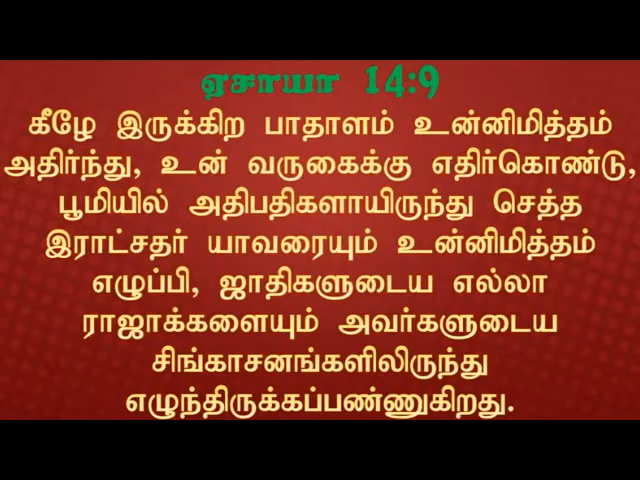 ஏசாயா 14:9
கீழே இருக்கிற பாதாளம் உன்னிமித்தம்
அதிர்ந்து, உன் வருகைக்கு எதிர்கொண்டு,
பூமியில் அதிபதிகளாயிருந்து செத்த
இராட்சதர் யாவரையும் உன்னிமித்தம்
எழுப்பி, ஜாதிகளுடைய எல்லா
ராஜாக்களையும் அவர்களுடைய
சிங்காசனங்களிலிருந்து
எழுந்திருக்கப்பண்ணுகிறது.